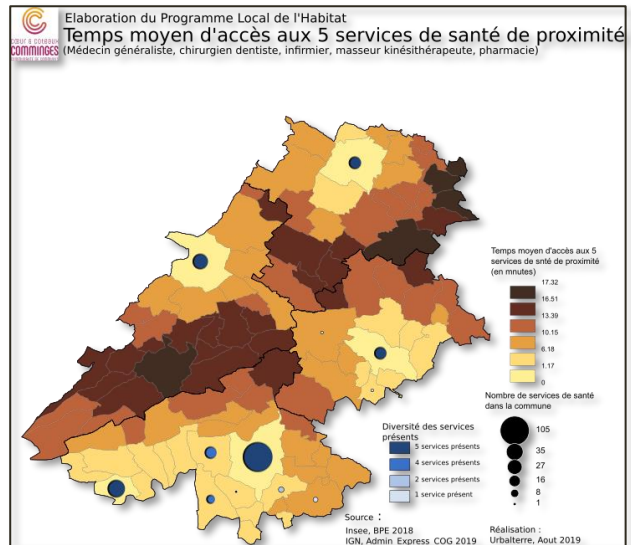 Elaboration du Programme Local de l'Habitat
Temps moyen d'accès aux 5 services de santé de proximité
(Médecin généraliste, chirurgien dentiste, infirmier, masseur kinésithérapeute, pharmacie)
COMMINGES
Temps moyen d'accès aux 5
services de snté de proximité
(en mnutes)
17.32
16.51
13.39
10.15
6.18
1.17
0
Nombre de services de santé
dans la commune
105
35
27
16
8
1
Diversité des services
présents
5 services présents
4 services présents
2 services présents
1 service présent
Source :
Insee, BPE 2018
IGN, Admin Express COG 2019
Réalisation :
Urbalterre, Aout 2019